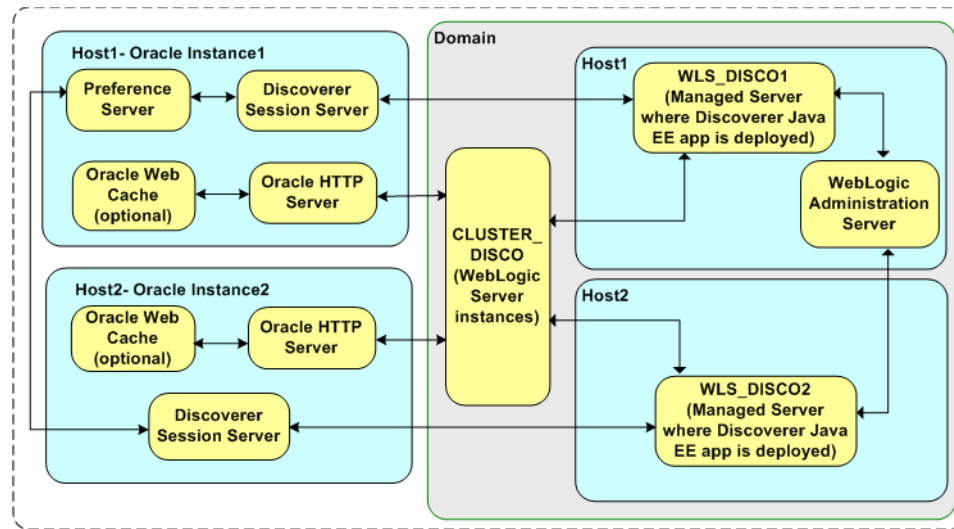 Host1- Oracle Instance1
Preference
Server
Discoverer
Session Server
Oracle Web
Cache
(optional)
Oracle HTTP
Server
Host2- Oracle Instance2
Oracle Web
Cache
(optional)
Oracle HTTP
Server
Discoverer
Session Server
Domain
CLUSTER_
DISCO
(WebLogic
Server
instances)
Host1
WLS_DISCO1
(Managed Server
where Discoverer Java
EE app is deployed)
WebLogic
Administration
Server
Host2
WLS_DISCO2
(Managed Server
where Discoverer Java
EE app is deployed)